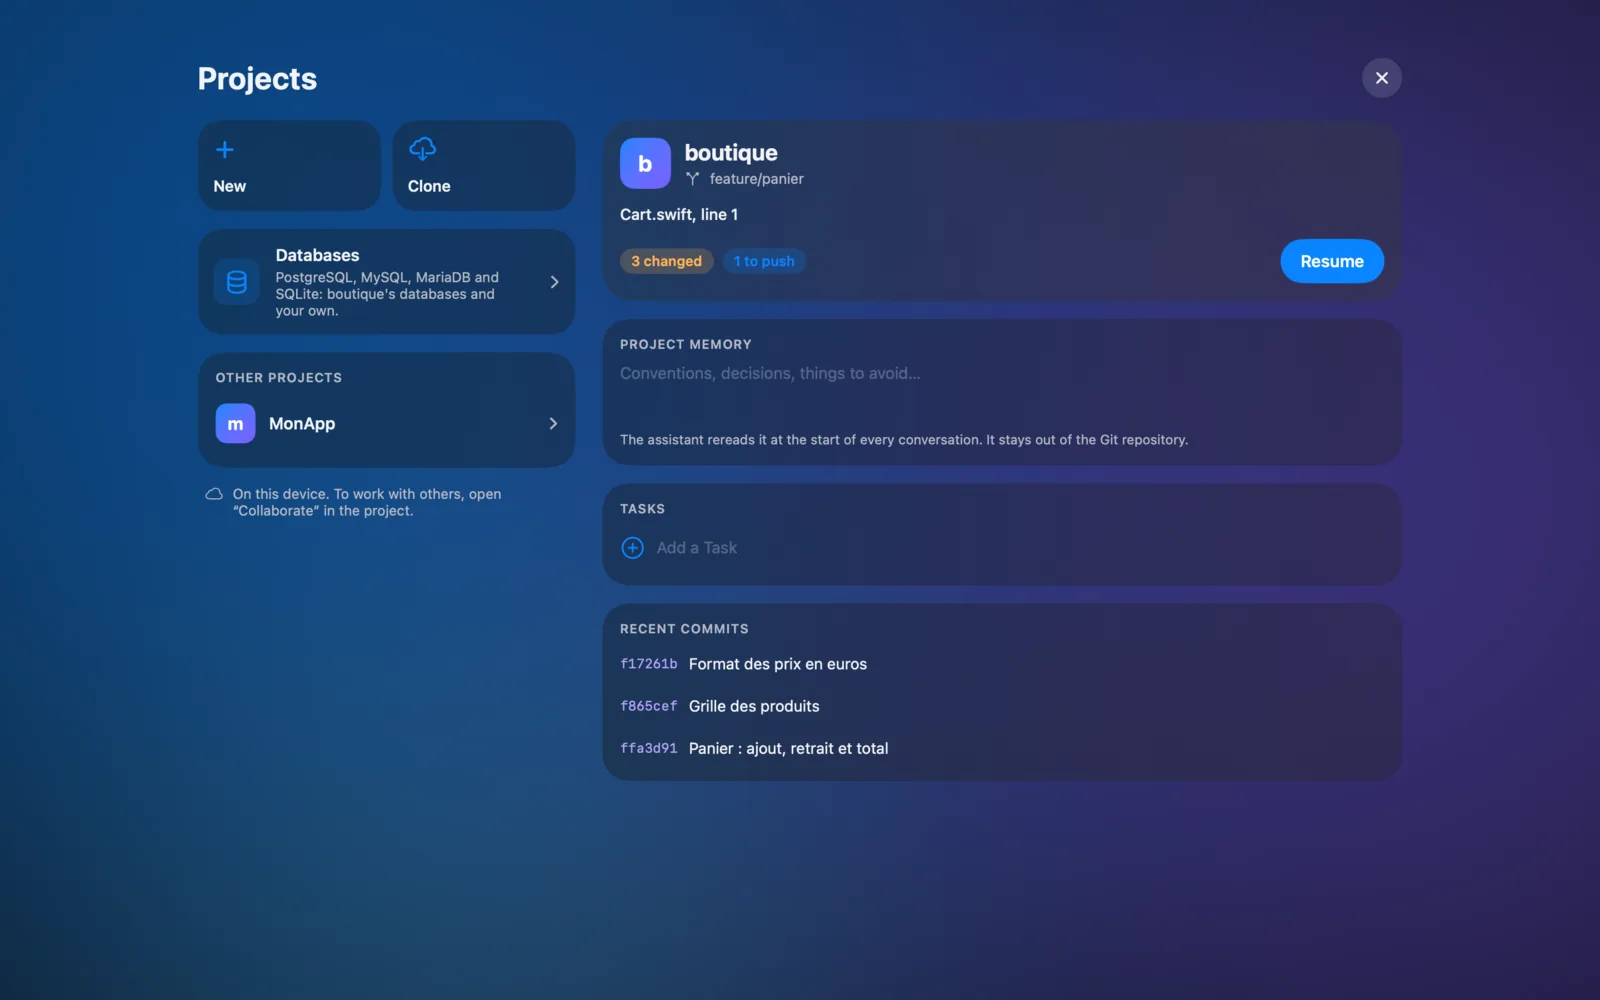 Projects
New
Clone
Databases
PostgreSQL, MySQL, MariaDB and
SQLite: boutique's databases and
your own.
OTHER PROJECTS
m
MonApp
On this device. To work with others, open
“Collaborate” in the project.
b
boutique
feature/panier
Cart.swift, line 1
3 changed
1 to push
Resume
PROJECT MEMORY
Conventions, decisions, things to avoid...
The assistant rereads it at the start of every conversation. It stays out of the Git repository.
TASKS
Add a Task
RECENT COMMITS
f17261b Format des prix en euros
f865cef Grille des produits
ffa3d91 Panier : ajout, retrait et total